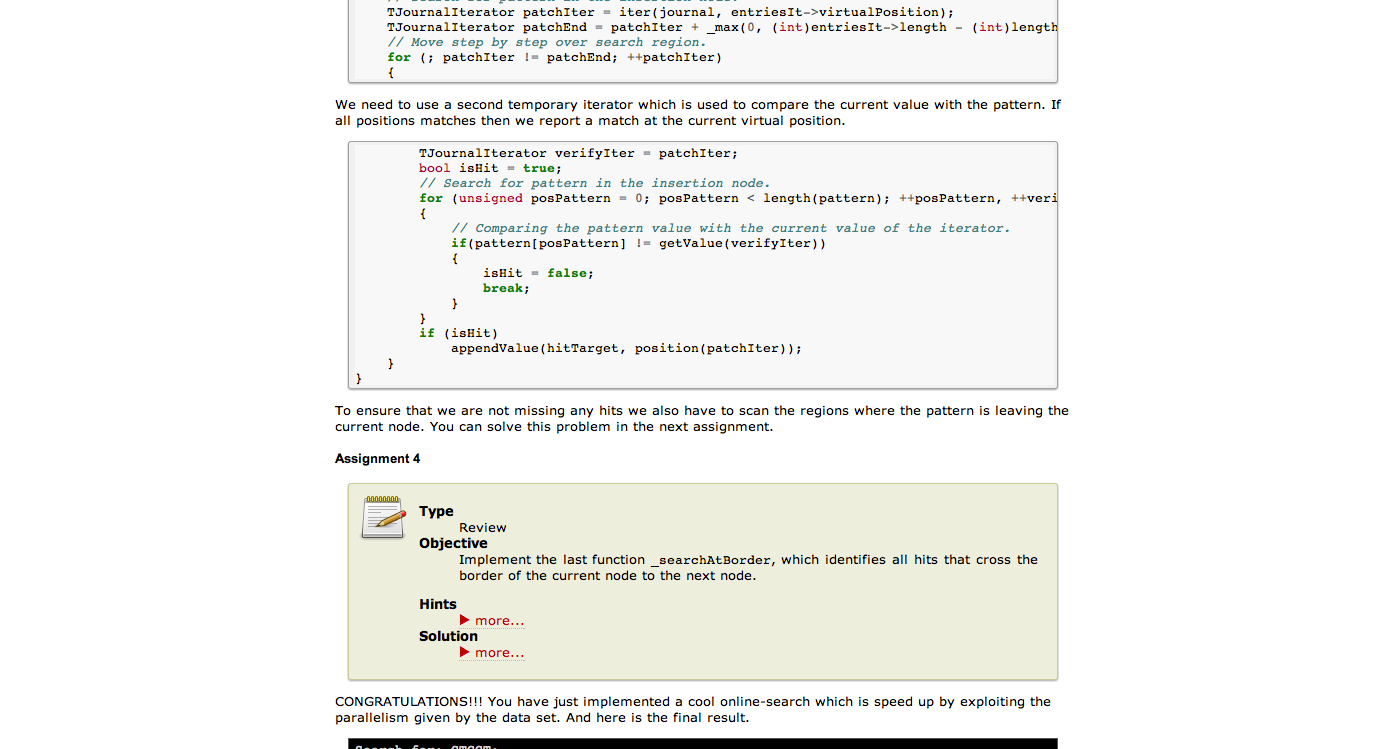 TJournalIterator patchIter = iter(journal, entriesIt->virtualPosition);
TJournalIterator patchEnd = patchIter + _max(0, (int)entriesIt->length - (int)length
// Move step by step over search region.
for (; patchIter != patchEnd; ++patchIter)
{
We need to use a second temporary iterator which is used to compare the current value with the pattern. If
all positions matches then we report a match at the current virtual position.
TJournalIterator verifyIter = patchIter;
bool isHit = true;
// Search for pattern in the insertion node.
for (unsigned posPattern = 0; posPattern < length(pattern); ++posPattern, ++veri
{
// Comparing the pattern value with the current value of the iterator.
if(pattern[posPattern] != getValue(verifyIter))
{
isHit = false;
break;
}
}
if (isHit)
appendValue(hitTarget, position(patchIter));
}
}
To ensure that we are not missing any hits we also have to scan the regions where the pattern is leaving the
current node. You can solve this problem in the next assignment.
Assignment 4
Type
Review
Objective
Implement the last function _searchAtBorder, which identifies all hits that cross the
border of the current node to the next node.
Hints
more...
Solution
more...
CONGRATULATIONS!!! You have just implemented a cool online-search which is speed up by exploiting the
parallelism given by the data set. And here is the final result.